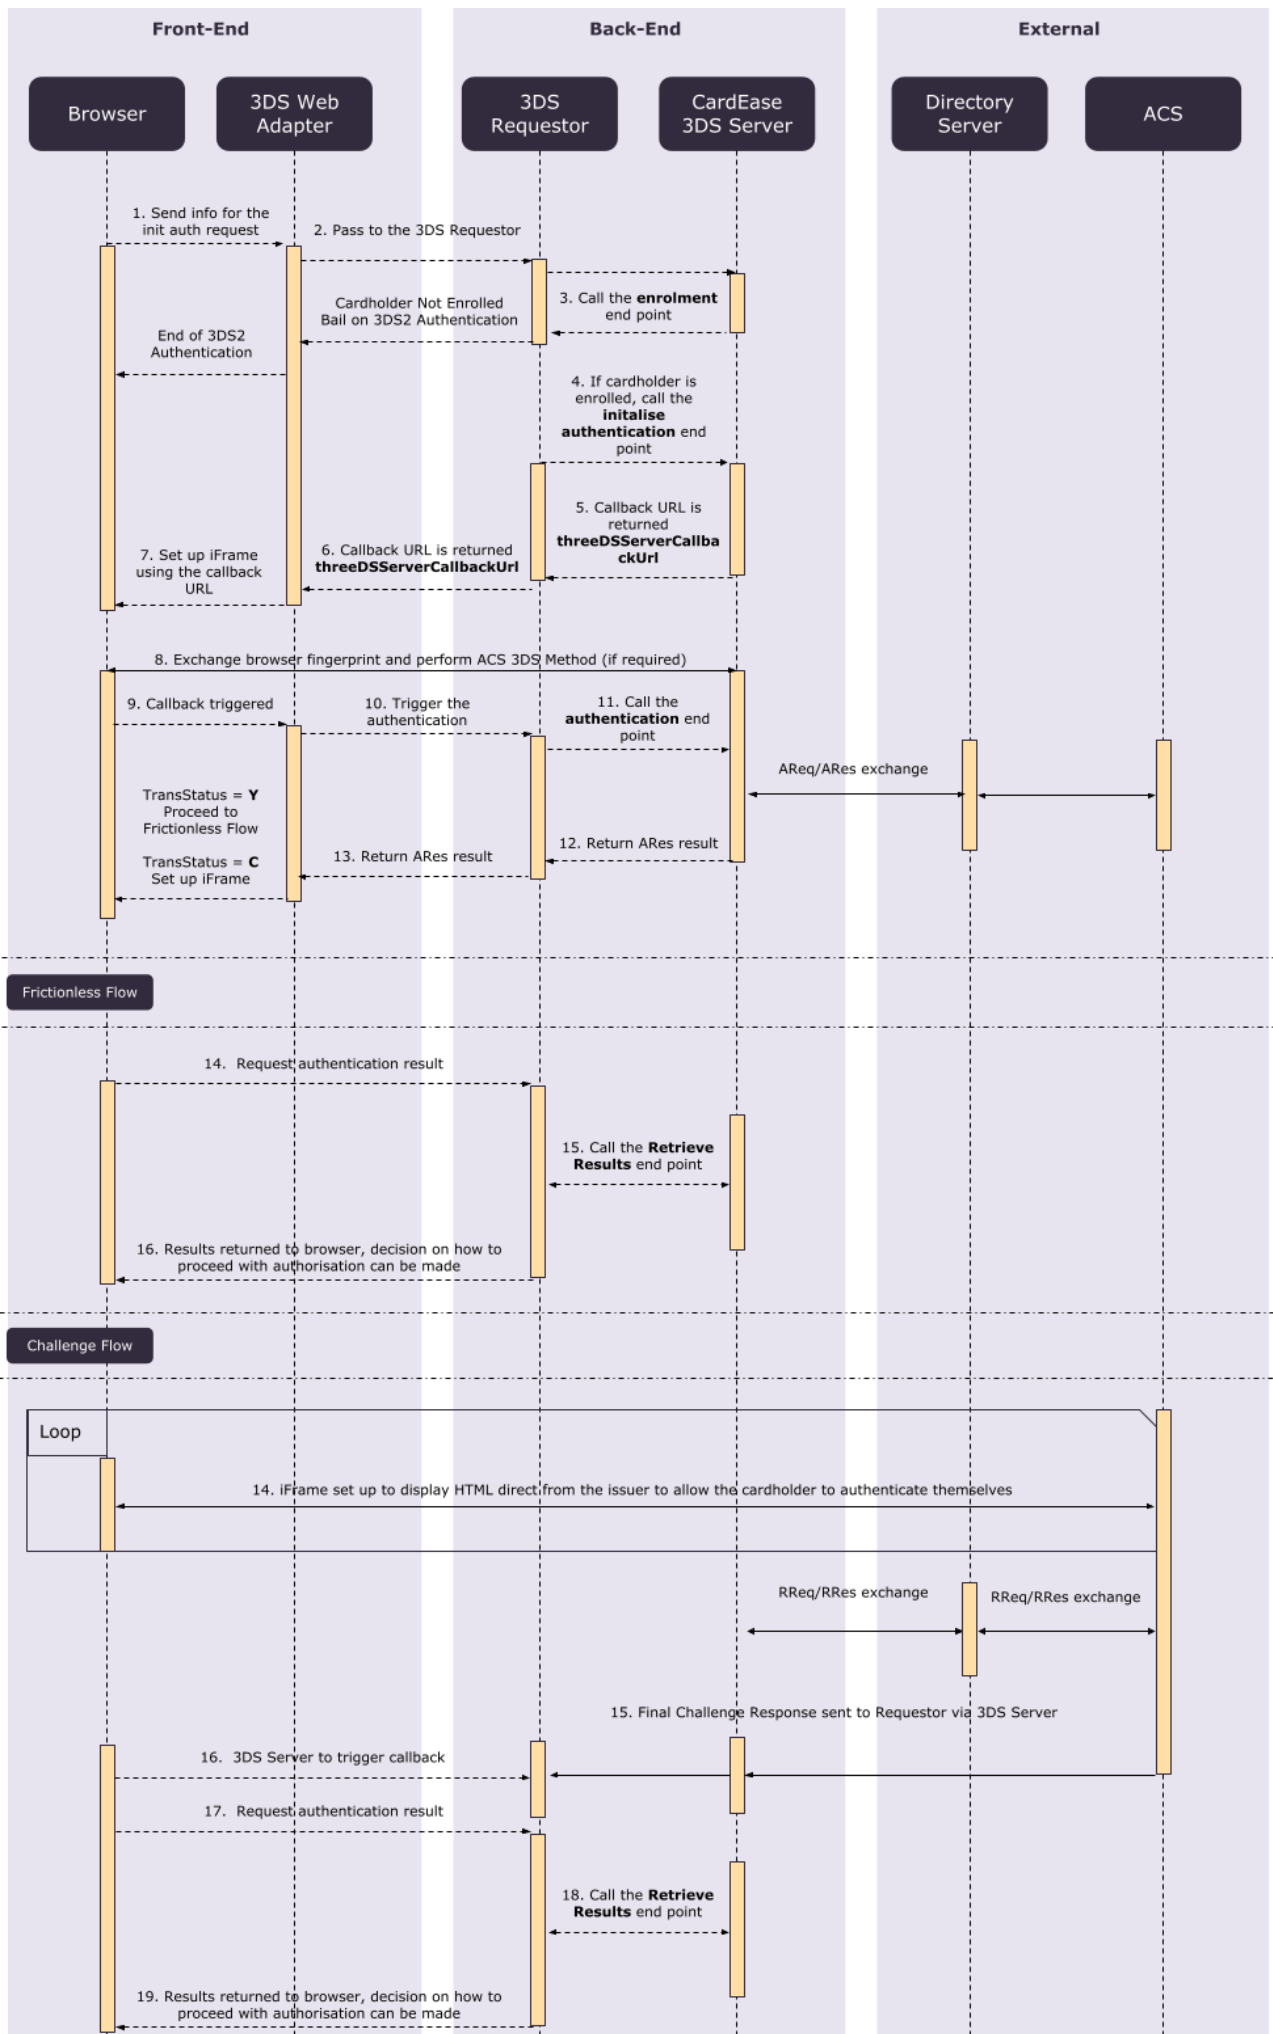 Front-End
Back-End
External
Browser
3DS Web
Adapter
3DS
Requestor
CardEase
3DS Server
Directory
Server
ACS
1. Send info for the
init auth request
2. Pass to the 3DS Requestor
3. Call the enrolment
end point
Cardholder Not Enrolled
Bail on 3DS2 Authentication
End of 3DS2
Authentication
4. If cardholder is
enrolled, call the
initalise
authentication end
point
5. Callback URL is
returned
threeDSServerCallba
ckUrl
6. Callback URL is returned
threeDSServerCallbackUrl
7. Set up iFrame
using the callback
URL
8. Exchange browser fingerprint and perform ACS 3DS Method (if required)
9. Callback triggered
10. Trigger the
authentication
11. Call the
authentication end
point
AReq/ARes exchange
TransStatus = Y
Proceed to
Frictionless Flow
TransStatus = C
Set up iFrame
12. Return ARes result
13. Return ARes result
Frictionless Flow
14. Request authentication result
15. Call the Retrieve
Results end point
16. Results returned to browser, decision on how to
proceed with authorisation can be made
Challenge Flow
Loop
14. iFrame set up to display HTML direct from the issuer to allow the cardholder to authenticate themselves
RReq/RRes exchange
RReq/RRes exchange
15. Final Challenge Response sent to Requestor via 3DS Server
16. 3DS Server to trigger callback
17. Request authentication result
18. Call the Retrieve
Results end point
19. Results returned to browser, decision on how to
proceed with authorisation can be made